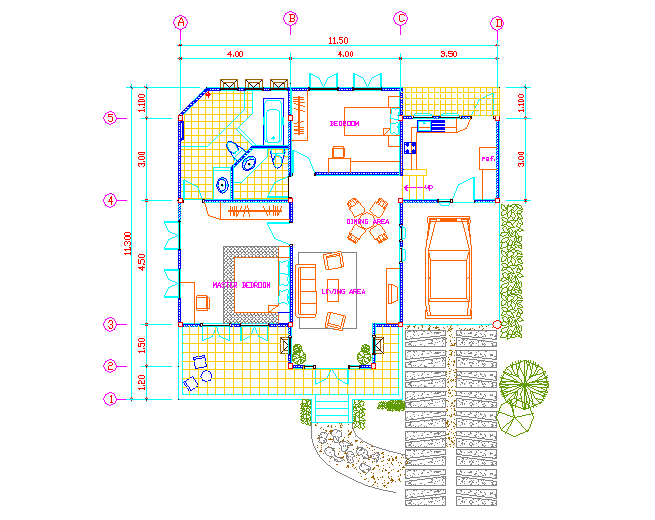 A B C D
11.50
4.00 4.00 3.50
1.100 1.100
5
BEDROOM
3.00 ref. 3.00
UP
4
DINING AREA
11.300
4.50
MASTER BEDROOM LIVING AREA
3
1.50
2
1.20
1